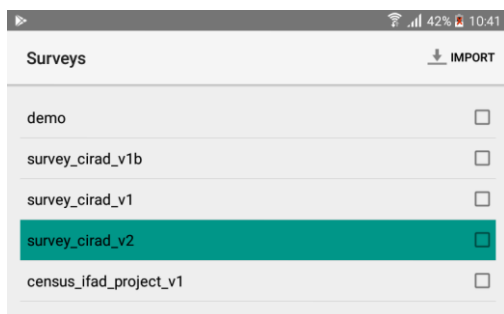 42% 10:41
Surveys IMPORT
demo
survey_cirad_v1b
survey_cirad_v1
survey_cirad_v2
census_ifad_project_v1